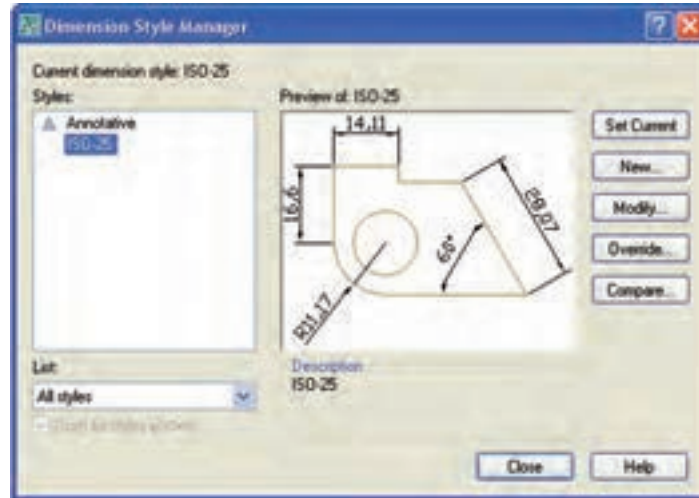 Dimension Style Manager
Current dimension style: ISO-25
Styles:
Annotative
ISO-25
Preview of: ISO-25
14,11
16,6
28,07
60°
R11,17
Set Current
New...
Modify...
Override...
Compare...
Description
ISO-25
List:
All styles
Close
Help